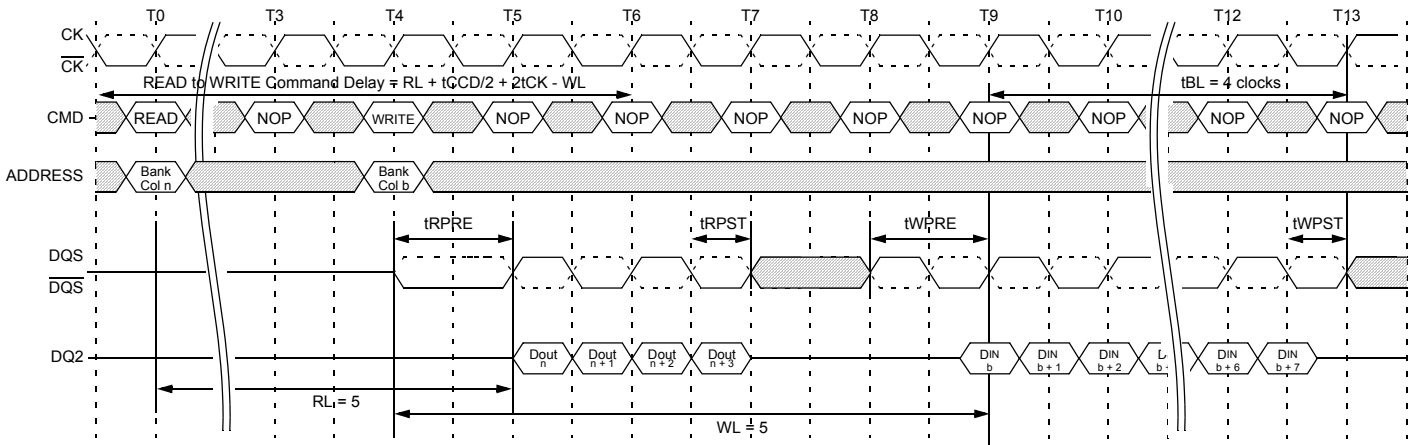 T0 T3 T4 T5 T6 T7 T8 T9 T10 T12 T13
CK
CK
READ to WRITE Command Delay = RL + tCCD/2 + 2tCK - WL
tBL = 4 clocks
CMD READ NOP WRITE NOP NOP NOP NOP NOP NOP NOP NOP
ADDRESS
Bank
Col n
Bank
Col b
tRPRE tRPST tWPRE tWPST
DQS
DQS
DQ2
Dout
n
Dout
n + 1
Dout
n + 2
Dout
n + 3
DIN
b
DIN
b + 1
DIN
b + 2
DIN
b + 6
DIN
b + 7
RL = 5
WL = 5